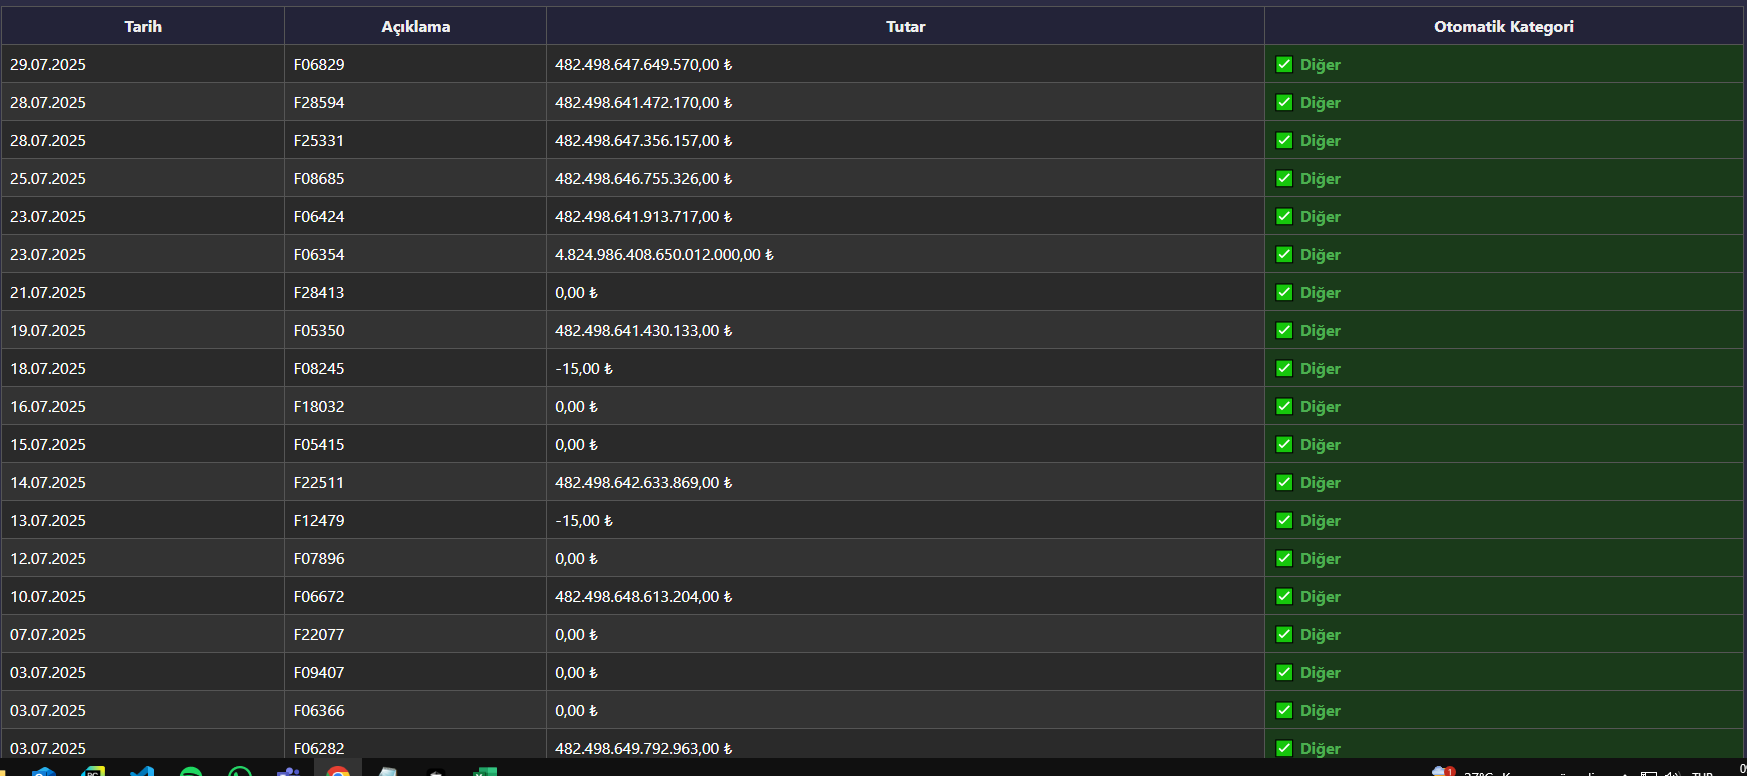 Tarih Açıklama Tutar Otomatik Kategori
29.07.2025 F06829 482.498.647.649.570,00 ₺ ✅ Diğer
28.07.2025 F28594 482.498.641.472.170,00 ₺ ✅ Diğer
28.07.2025 F25331 482.498.647.356.157,00 ₺ ✅ Diğer
25.07.2025 F08685 482.498.646.755.326,00 ₺ ✅ Diğer
23.07.2025 F06424 482.498.641.913.717,00 ₺ ✅ Diğer
23.07.2025 F06354 4.824.986.408.650.012.000,00 ₺ ✅ Diğer
21.07.2025 F28413 0,00 ₺ ✅ Diğer
19.07.2025 F05350 482.498.641.430.133,00 ₺ ✅ Diğer
18.07.2025 F08245 -15,00 ₺ ✅ Diğer
16.07.2025 F18032 0,00 ₺ ✅ Diğer
15.07.2025 F05415 0,00 ₺ ✅ Diğer
14.07.2025 F22511 482.498.642.633.869,00 ₺ ✅ Diğer
13.07.2025 F12479 -15,00 ₺ ✅ Diğer
12.07.2025 F07896 0,00 ₺ ✅ Diğer
10.07.2025 F06672 482.498.648.613.204,00 ₺ ✅ Diğer
07.07.2025 F22077 0,00 ₺ ✅ Diğer
03.07.2025 F09407 0,00 ₺ ✅ Diğer
03.07.2025 F06366 0,00 ₺ ✅ Diğer
03.07.2025 F06282 482.498.649.792.963,00 ₺ ✅ Diğer